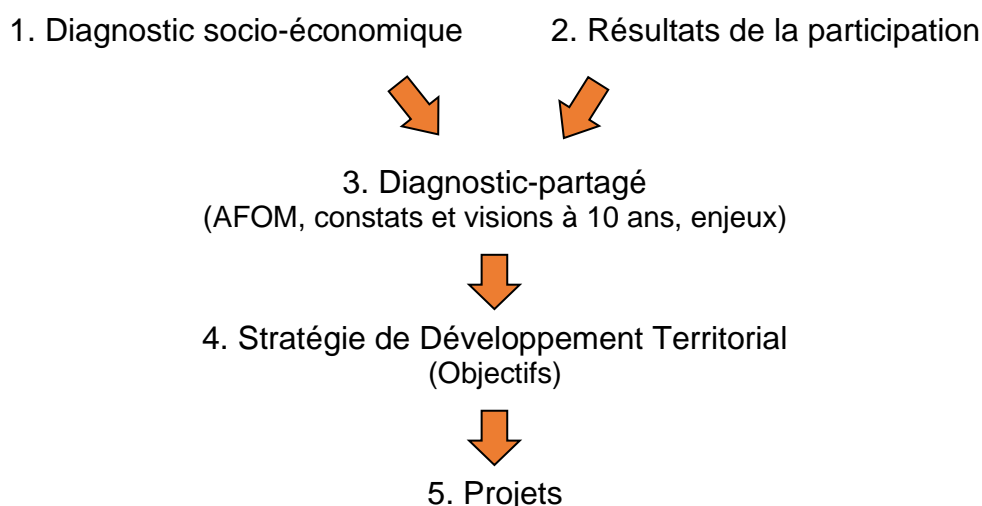 1. Diagnostic socio-économique
2. Résultats de la participation
3. Diagnostic-partagé
(AFOM, constats et visions à 10 ans, enjeux)
4. Stratégie de Développement Territorial
(Objectifs)
5. Projets